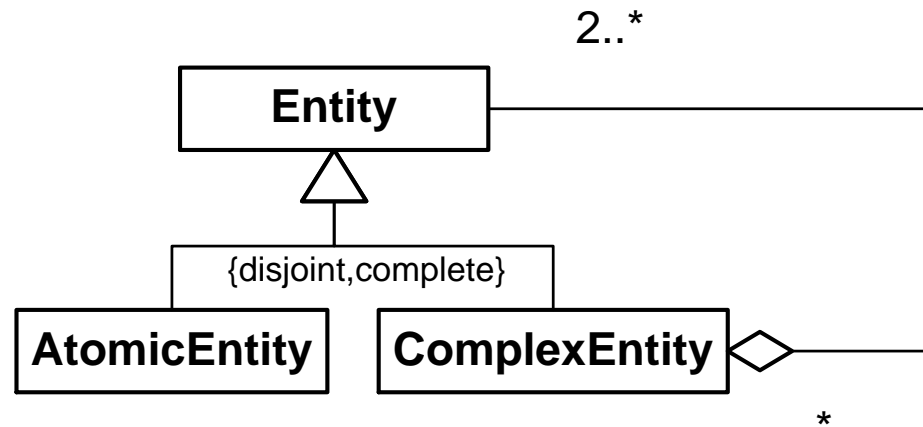 2..*
Entity
{disjoint,complete}
AtomicEntity
ComplexEntity
*